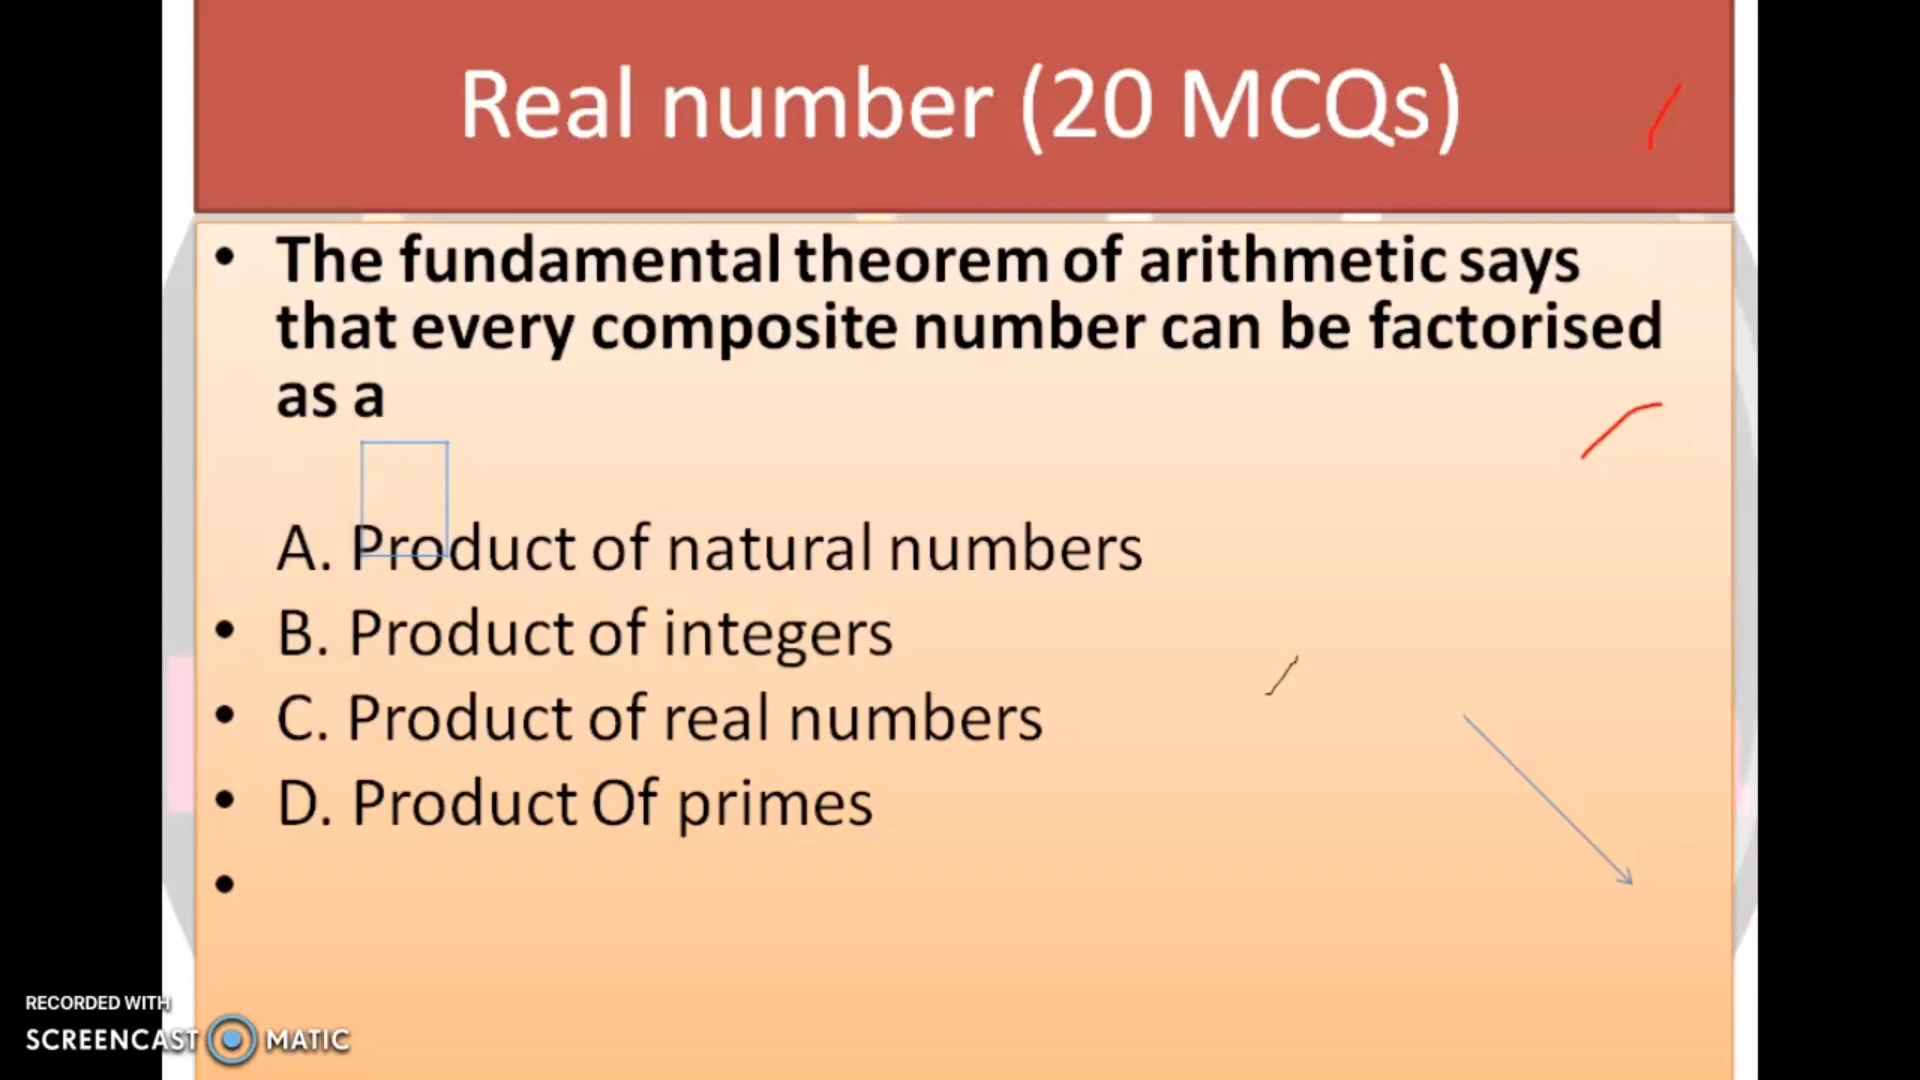 Real number (20 MCQs)
• The fundamental theorem of arithmetic says
that every composite number can be factorised
as a
A. Product of natural numbers
• B. Product of integers
• C. Product of real numbers
• D. Product Of primes
•
RECORDED WITH
SCREENCAST MATIC